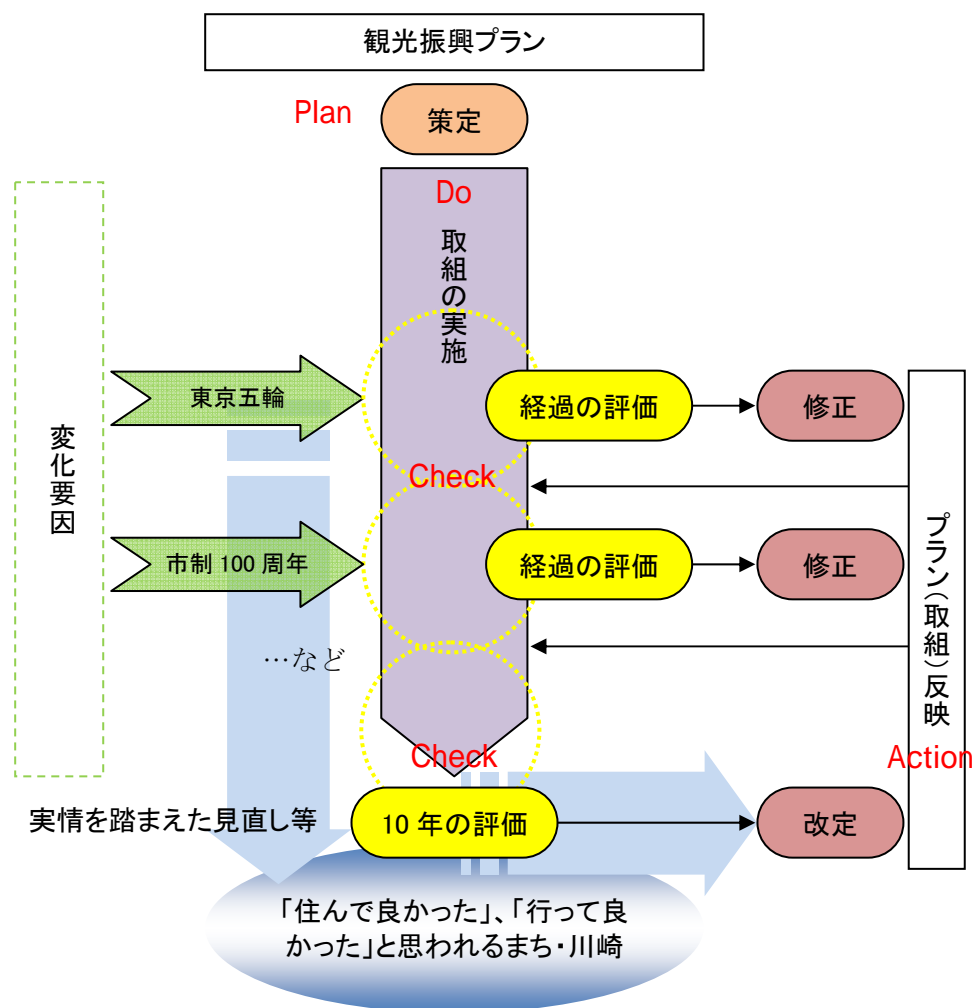 観光振興プラン
Plan
策定
Do
取組の実施
変化要因
東京五輪
経過の評価
修正
Check
市制 100 周年
経過の評価
修正
プラン(取組)反映
…など
Check
Action
実情を踏まえた見直し等
10 年の評価
改定
「住んで良かった」、「行って良
かった」と思われるまち・川崎